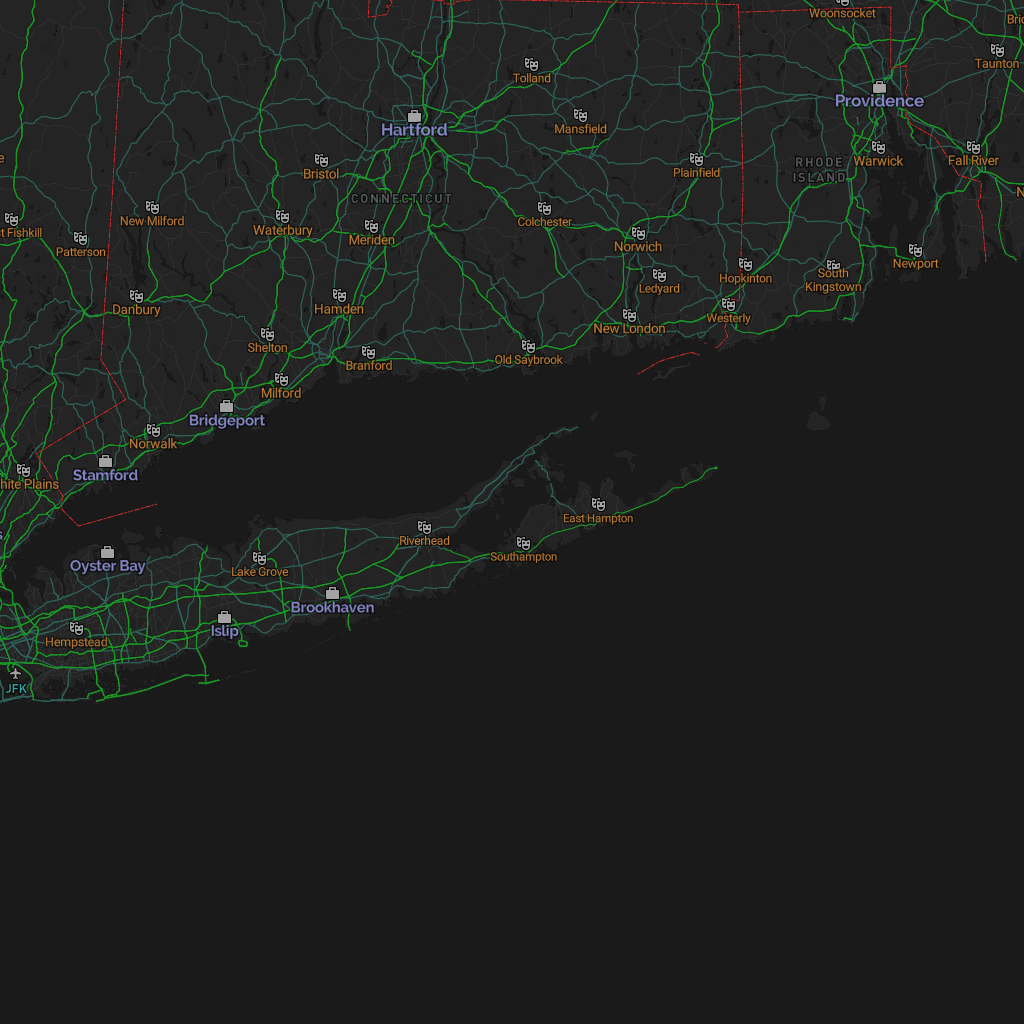 Woonsocket
Taunton
Tolland
Providence
Hartford
Mansfield
Bristol
Plainfield
RHODE
ISLAND
Warwick
Fall River
CONNECTICUT
New Milford
Colchester
Waterbury
Meriden
t Fishkill
Patterson
Norwich
Newport
Hopkinton
South
Kingstown
Ledyard
Danbury
Hamden
Westerly
New London
Shelton
Old Saybrook
Branford
Milford
Bridgeport
Norwalk
Stamford
hite Plains
East Hampton
Riverhead
Southampton
Oyster Bay
Lake Grove
Brookhaven
Islip
Hempstead
JFK